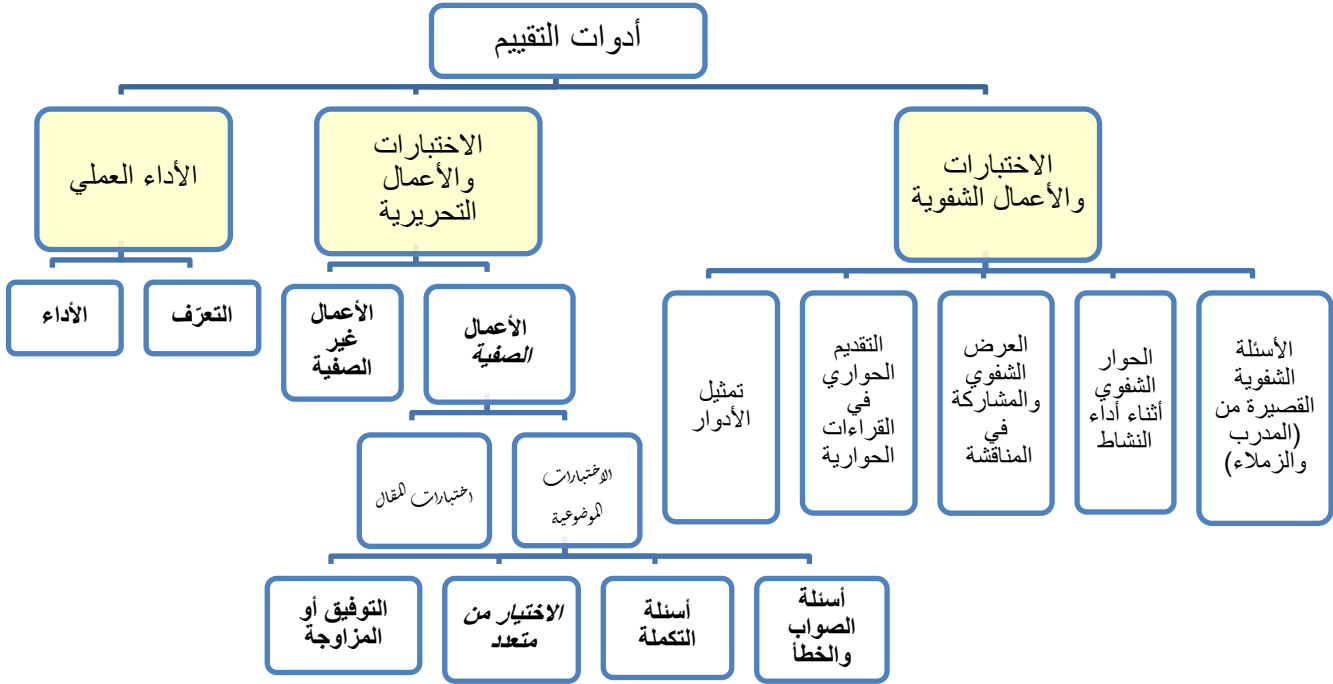 أدوات التقييم
الاختبارات
والأعمال الشفوية
الاختبارات
والأعمال
التحريرية
الأداء العملي
الأسئلة
الشفوية
القصيرة من
(المدرب
والزملاء)
الحوار
الشفوي
أثناء أداء
النشاط
العرض
الشفوي
والمشاركة
في
المناقشة
التقديم
الحواري
في
القراءات
الحوارية
تمثيل
الأدوار
الأعمال
الصفية
الأعمال
غير
الصفية
التعرّف
الأداء
الاختبارات
الموضوعية
اختبارات المقال
أسئلة
الصواب
والخطأ
أسئلة
التكملة
الاختيار من
متعدد
التوفيق أو
المزاوجة